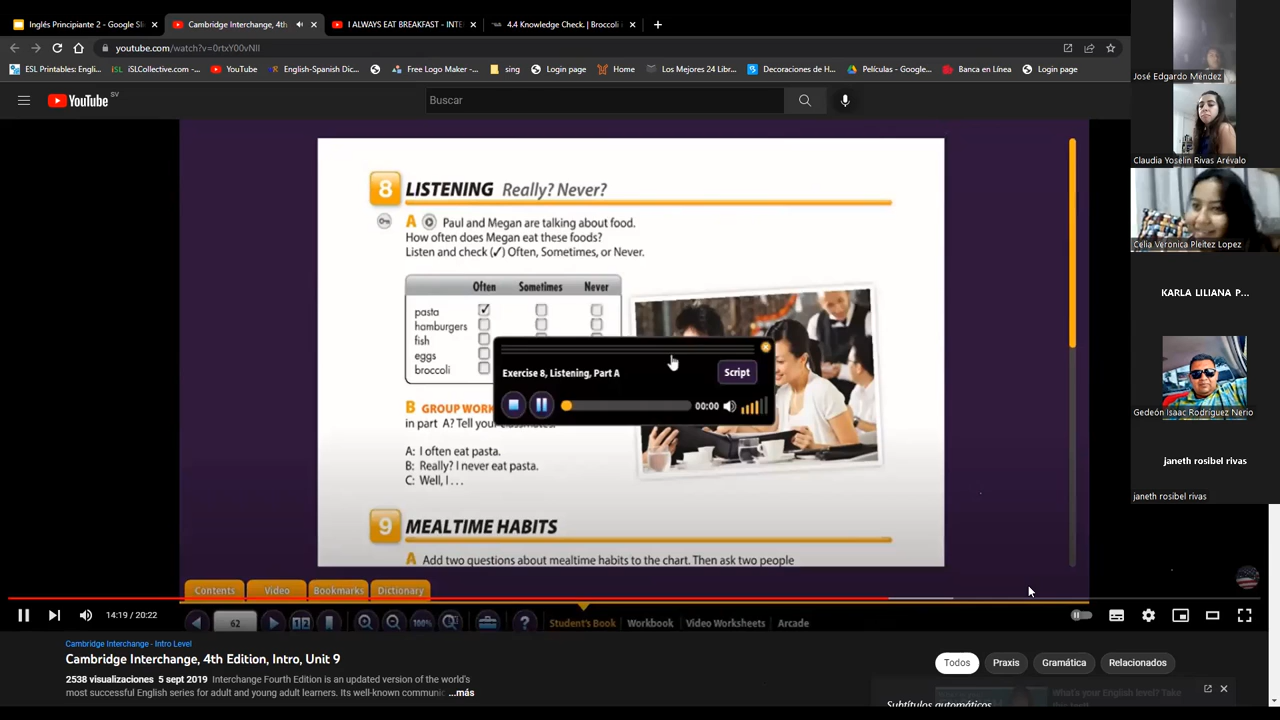 Inglés Principiante 2 - Google Sli
Cambridge Interchange, 4th
I ALWAYS EAT BREAKFAST - INTE
4.4 Knowledge Check. | Broccoli i
youtube.com/watch?v=0rtxY00vNlI
ESL Printables: Engli...
iSLCollective.com -...
YouTube
English-Spanish Dic...
Free Logo Maker -...
sing
Login page
Home
Los Mejores 24 Libr...
Decoraciones de H...
Películas - Google...
Banca en Línea
Login page
YouTube SV
Buscar
8 LISTENING Really? Never?
A Paul and Megan are talking about food.
How often does Megan eat these foods?
Listen and check (✓) Often, Sometimes, or Never.
Often Sometimes Never
pasta
hamburgers
fish
eggs
broccoli
Exercise 8, Listening, Part A
Script
00:00
B GROUP WORK
in part A? Tell your classmates.
A: I often eat pasta.
B: Really? I never eat pasta.
C: Well, I . . .
9 MEALTIME HABITS
A Add two questions about mealtime habits to the chart. Then ask two people
Contents Video Bookmarks Dictionary
62
100%
Student's Book Workbook Video Worksheets Arcade
14:19 / 20:22
Cambridge Interchange - Intro Level
Cambridge Interchange, 4th Edition, Intro, Unit 9
2538 visualizaciones 5 sept 2019 Interchange Fourth Edition is an updated version of the world's
most successful English series for adult and young adult learners. Its well-known communic ...más
Todos
Praxis
Gramática
Relacionados
What's your English level? Take
Subtítulos automáticos
José Edgardo Méndez
Claudia Yoselin Rivas Arévalo
Celia Veronica Pleitez Lopez
KARLA LILIANA P...
Gedeón Isaac Rodríguez Nerio
janeth rosibel rivas
janeth rosibel rivas